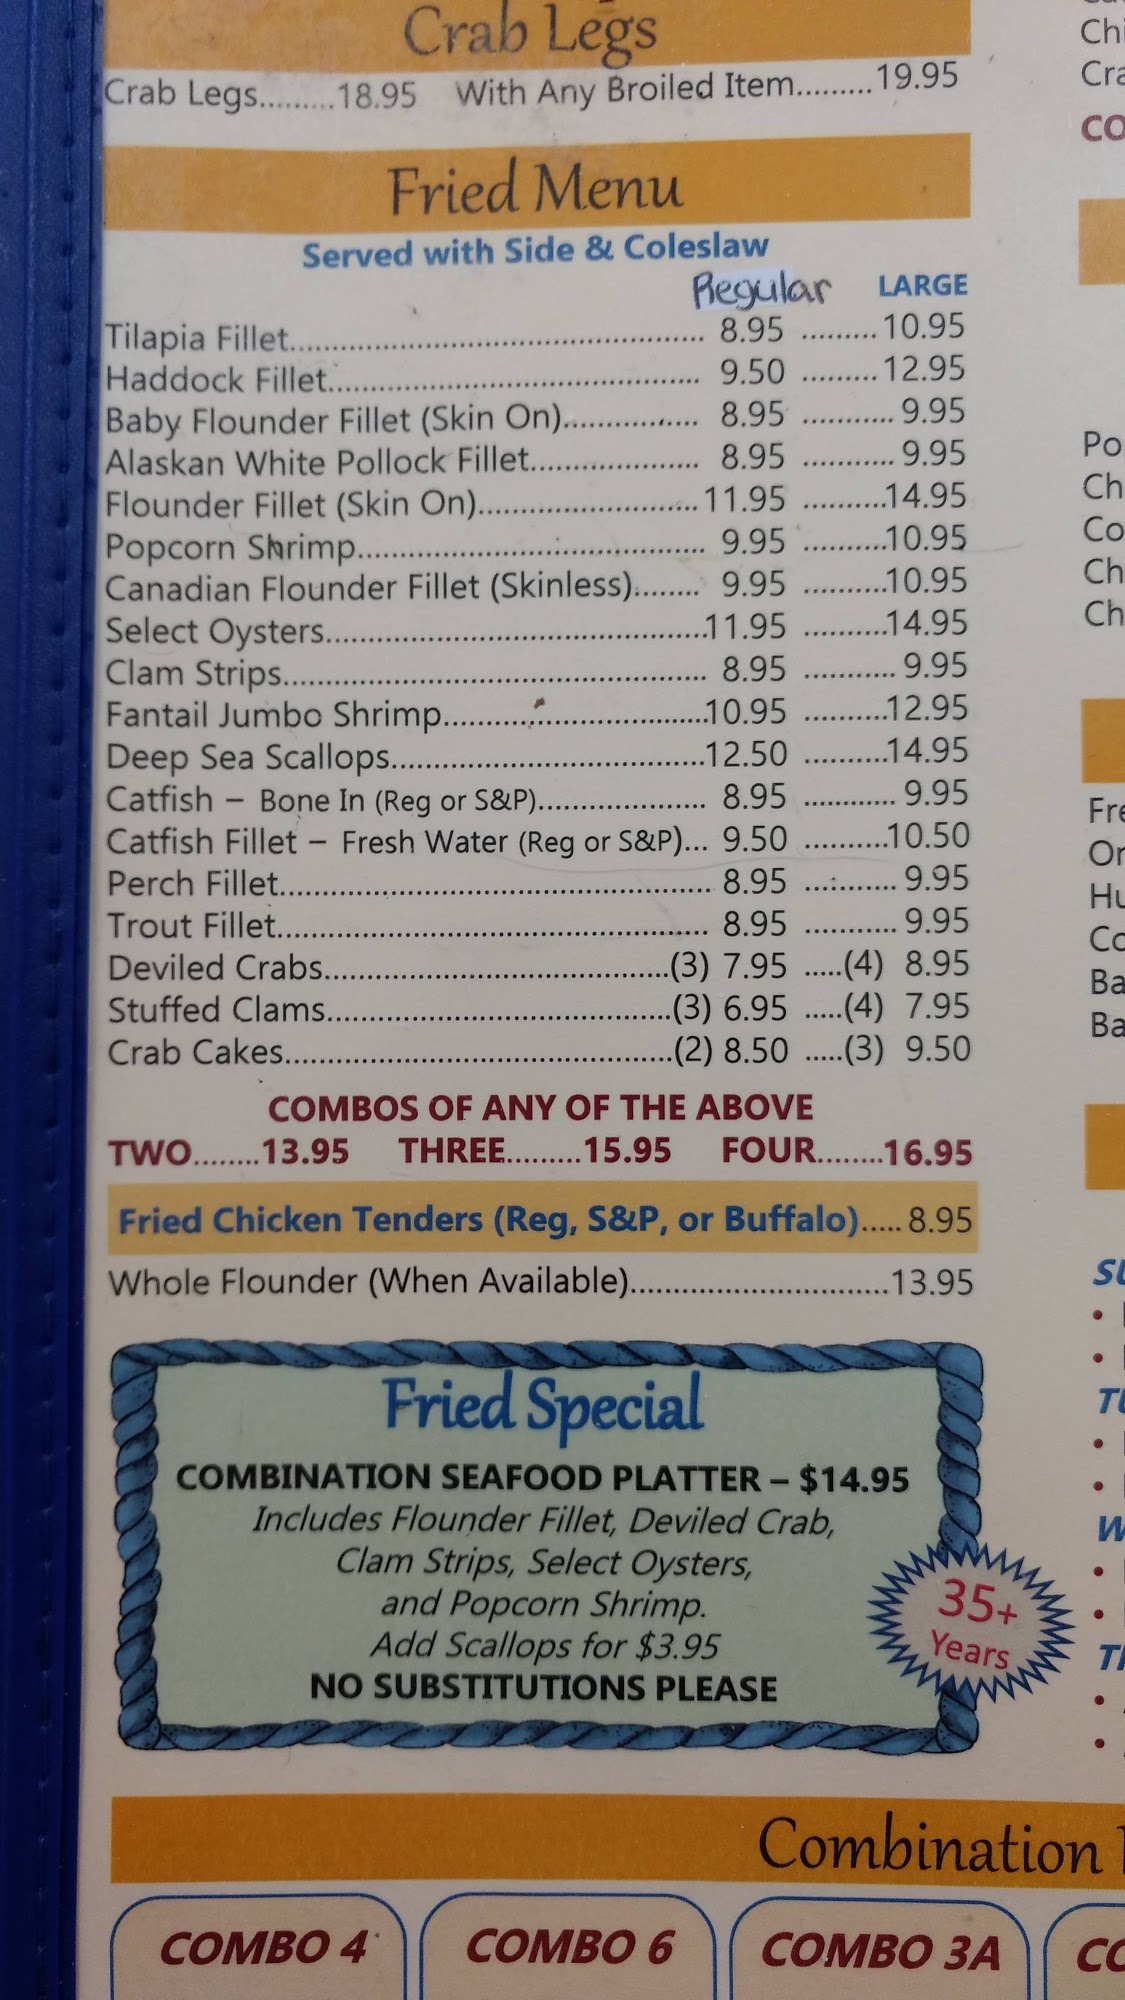 Crab Legs
Crab Legs.........18.95 With Any Broiled Item.........19.95
Fried Menu
Served with Side & Coleslaw
Regular LARGE
Tilapia Fillet.................................................. 8.95 .........10.95
Haddock Fillet............................................. 9.50 .........12.95
Baby Flounder Fillet (Skin On)................ 8.95 ........... 9.95
Alaskan White Pollock Fillet.................... 8.95 ........... 9.95
Flounder Fillet (Skin On)..........................11.95 ..........14.95
Popcorn Shrimp.......................................... 9.95 ..........10.95
Canadian Flounder Fillet (Skinless)........ 9.95 ..........10.95
Select Oysters..............................................11.95 ..........14.95
Clam Strips................................................... 8.95 ........... 9.95
Fantail Jumbo Shrimp................................10.95 ..........12.95
Deep Sea Scallops......................................12.50 ..........14.95
Catfish – Bone In (Reg or S&P).................... 8.95 ........... 9.95
Catfish Fillet – Fresh Water (Reg or S&P)... 9.50 ..........10.50
Perch Fillet.................................................... 8.95 ........... 9.95
Trout Fillet.................................................... 8.95 ........... 9.95
Deviled Crabs..........................................(3) 7.95 .....(4) 8.95
Stuffed Clams..........................................(3) 6.95 .....(4) 7.95
Crab Cakes...............................................(2) 8.50 .....(3) 9.50
COMBOS OF ANY OF THE ABOVE
TWO........13.95 THREE.........15.95 FOUR........16.95
Fried Chicken Tenders (Reg, S&P, or Buffalo)..... 8.95
Whole Flounder (When Available)..............................13.95
Fried Special
COMBINATION SEAFOOD PLATTER – $14.95
Includes Flounder Fillet, Deviled Crab,
Clam Strips, Select Oysters,
and Popcorn Shrimp.
Add Scallops for $3.95
NO SUBSTITUTIONS PLEASE
35+
Years
Combination
COMBO 4 COMBO 6 COMBO 3A